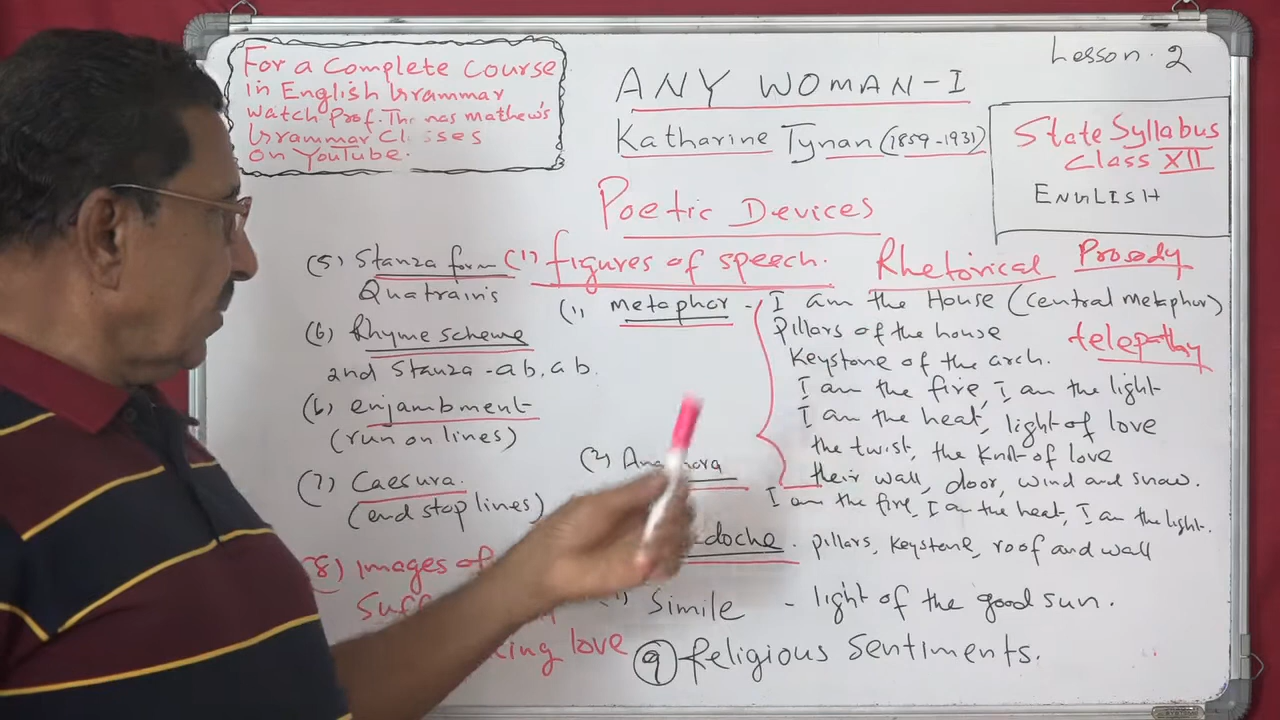 Lesson. 2
For a Complete Course
in English Grammar
Watch Prof. Mathew's
Grammar
on YouTube.
ANY WOMAN-I
Katharine Tynan (1859-1931)
State Syllabus
Class XII
ENGLISH
Poetic Devices
(5) Stanza form
Quatrain's
(6) Rhyme scheme
2nd Stanza - ab, ab.
(6) enjambment
(run on lines)
(7) Caesura.
(end stop lines)
(8) Images of
love
(1) figures of speech.
Rhetorical
Prosody
telepathy
(1) metaphor - I am the House (central metaphor)
Pillars of the house
Keystone of the arch.
I am the fire, I am the light
I am the heat, light of love
the twist, the Knot of love
their wall, door, wind and snow.
(2)
I am the fire, I am the heat, I am the light.
pillars, keystone, roof and wall
Simile - light of the good sun.
9 Religious Sentiments.